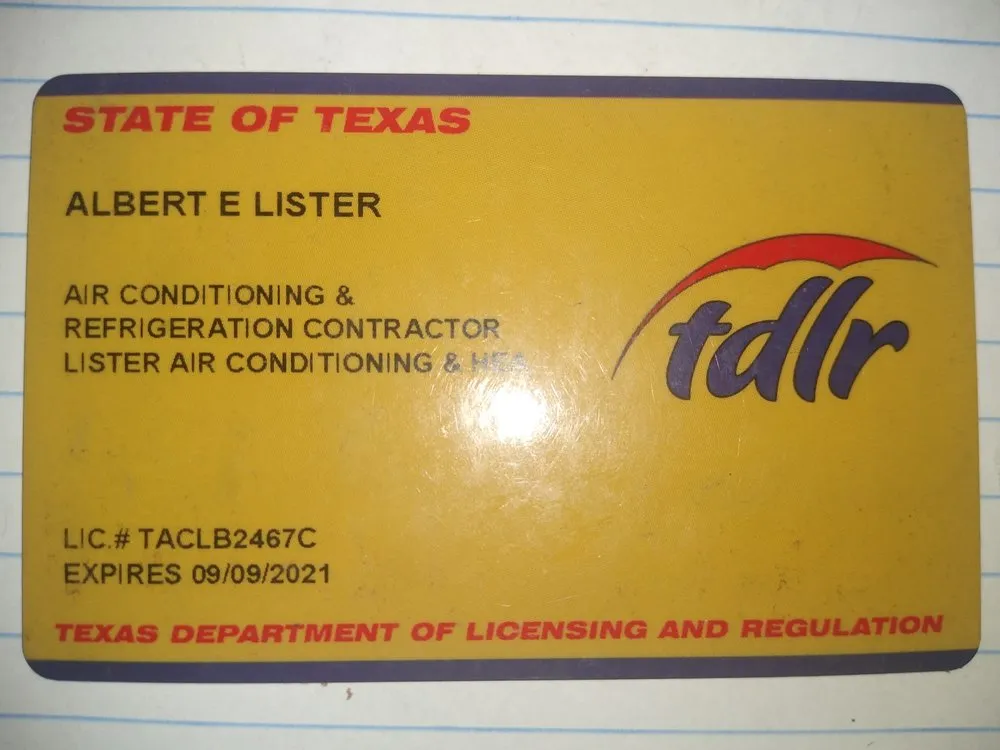 STATE OF TEXAS
ALBERT E LISTER
AIR CONDITIONING &
REFRIGERATION CONTRACTOR
LISTER AIR CONDITIONING & HEA
tdlr
LIC.# TACLB2467C
EXPIRES 09/09/2021
TEXAS DEPARTMENT OF LICENSING AND REGULATION